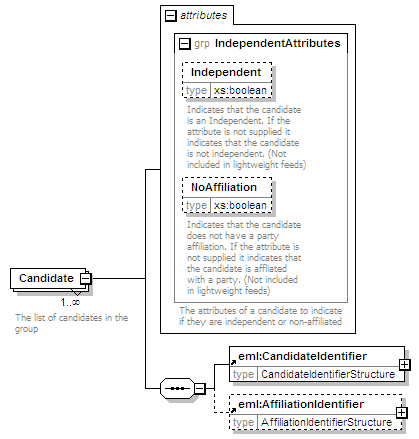 attributes
grp IndependentAttributes
Independent
type xs:boolean
Indicates that the candidate
is an Independent. If the
attribute is not supplied it
indicates that the candidate
is not independent. (Not
included in lightweight feeds)
NoAffiliation
type xs:boolean
Indicates that the candidate
does not have a party
affiliation. If the attribute is
not supplied it indicates that
the candidate is affliated
with a party. (Not included
in lightweight feeds)
The attributes of a candidate to indicate
if they are independent or non-affiliated
Candidate
1..∞
The list of candidates in the
group
eml:CandidateIdentifier
type CandidateIdentifierStructure
eml:AffiliationIdentifier
type AffiliationIdentifierStructure